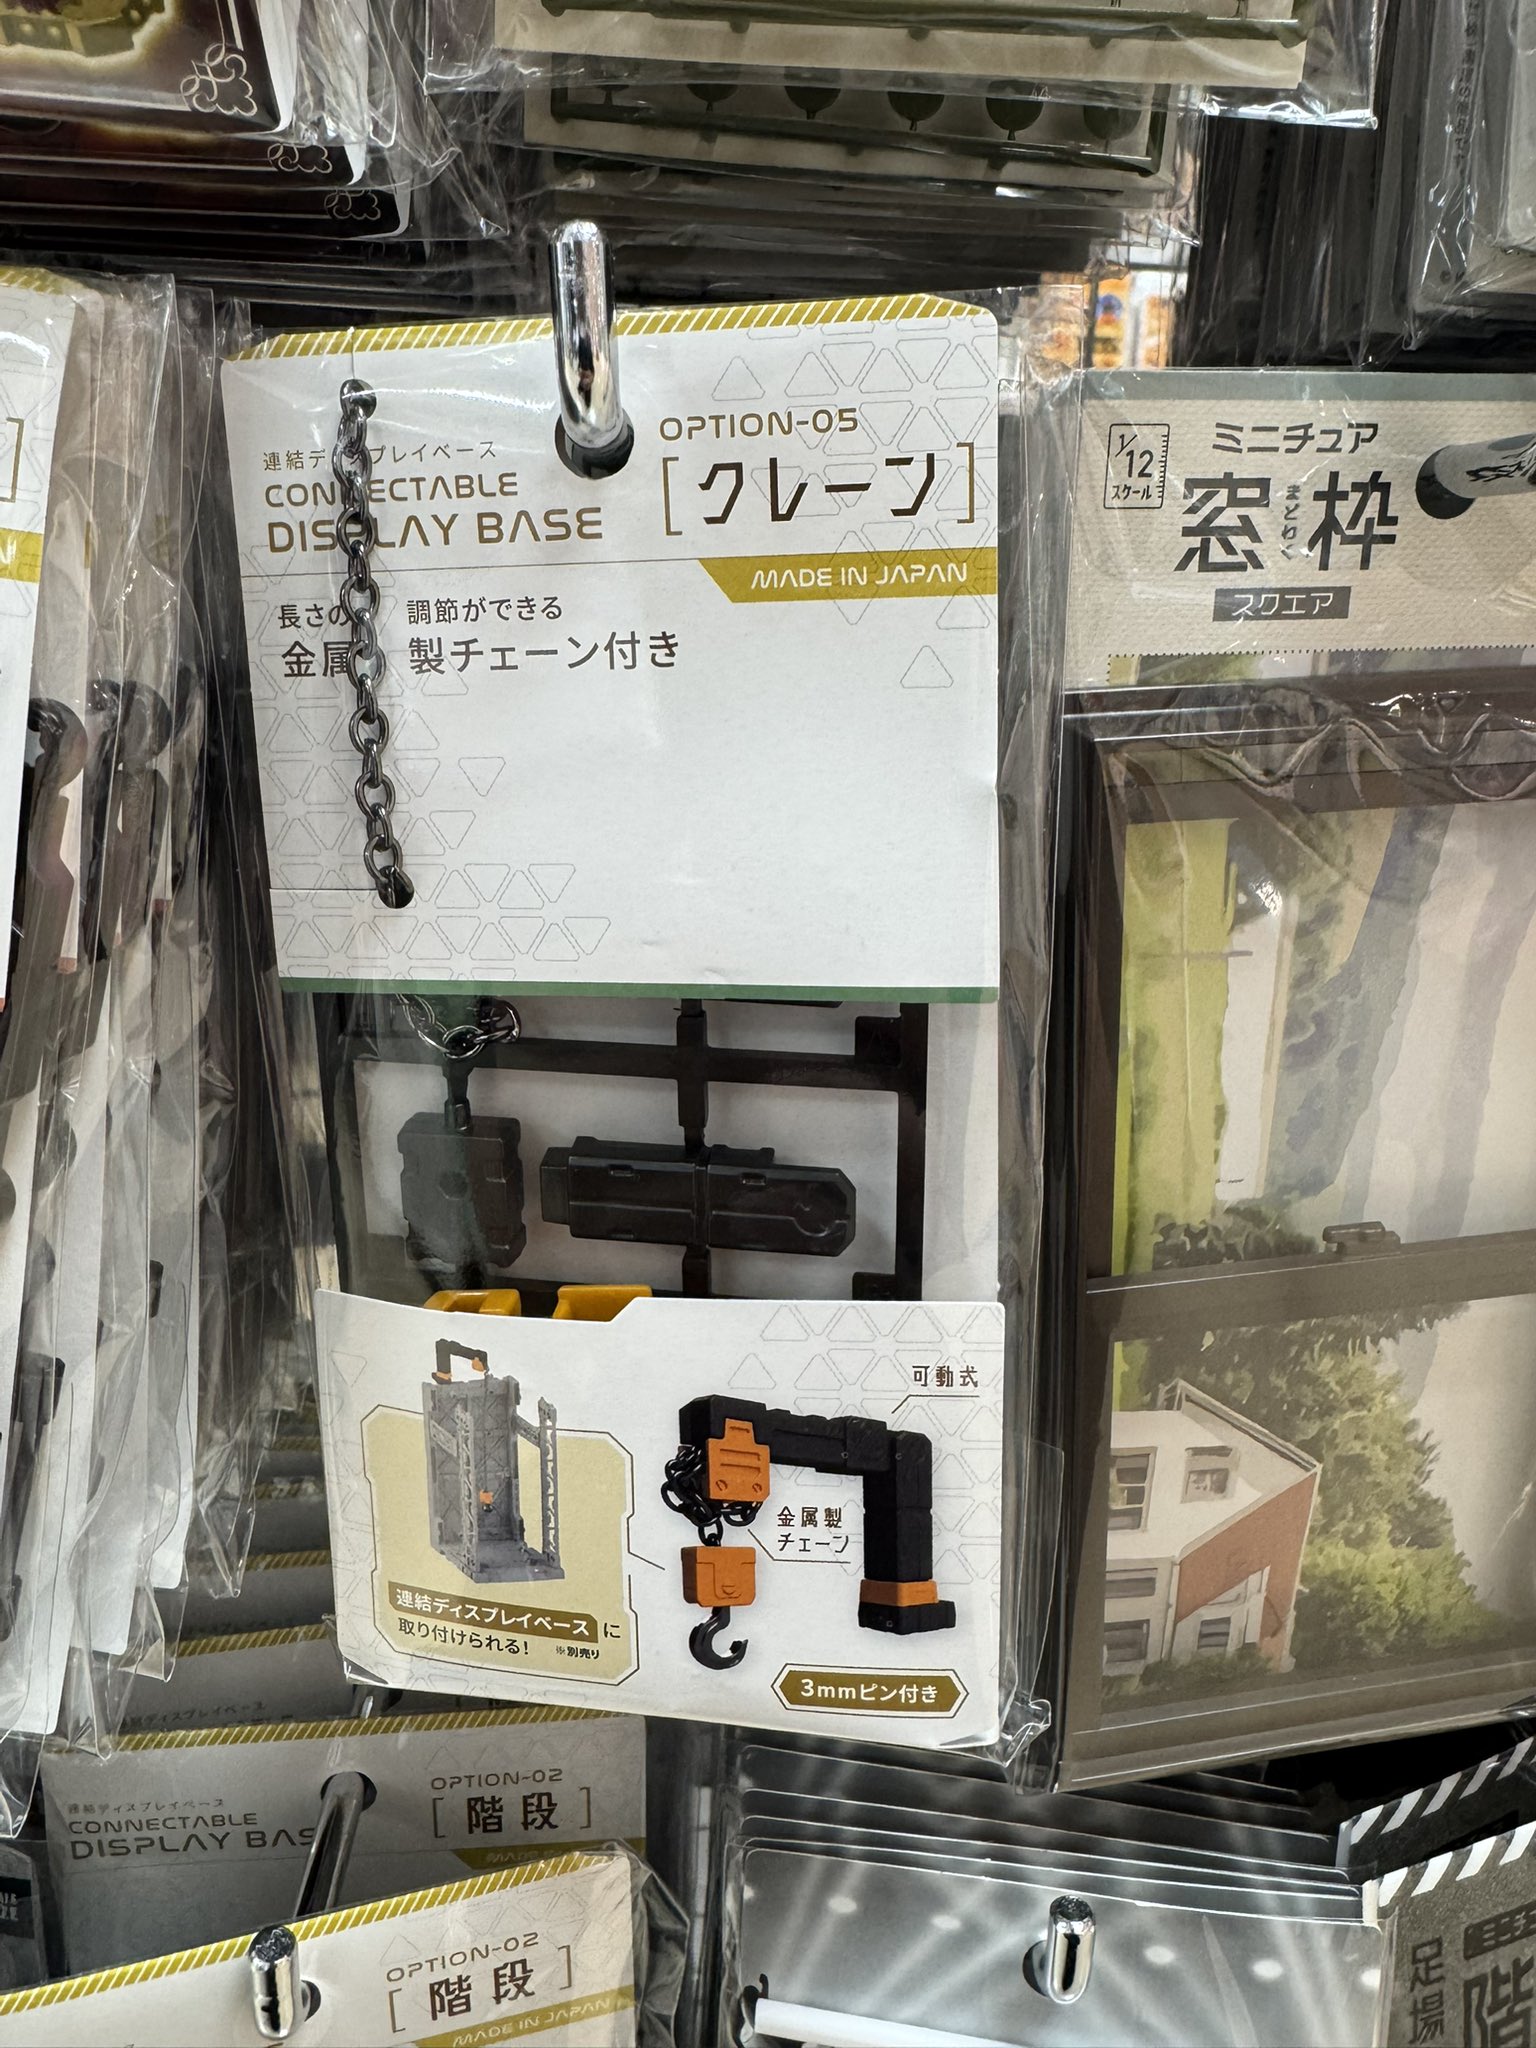 連結ディスプレイベース
CONNECTABLE
DISPLAY BASE
OPTION-05
[クレーン]
MADE IN JAPAN
長さの調節ができる
金属製チェーン付き
可動式
金属製
チェーン
連結ディスプレイベースに
取り付けられる!
※別売り
3mmピン付き
1/12
スケール
ミニチュア
窓枠
まどわく
スクエア
連結ディスプレイベース
CONNECTABLE
DISPLAY BAS
OPTION-02
[階段]
OPTION-02
[階段]
MADE IN JAPAN
足場
階